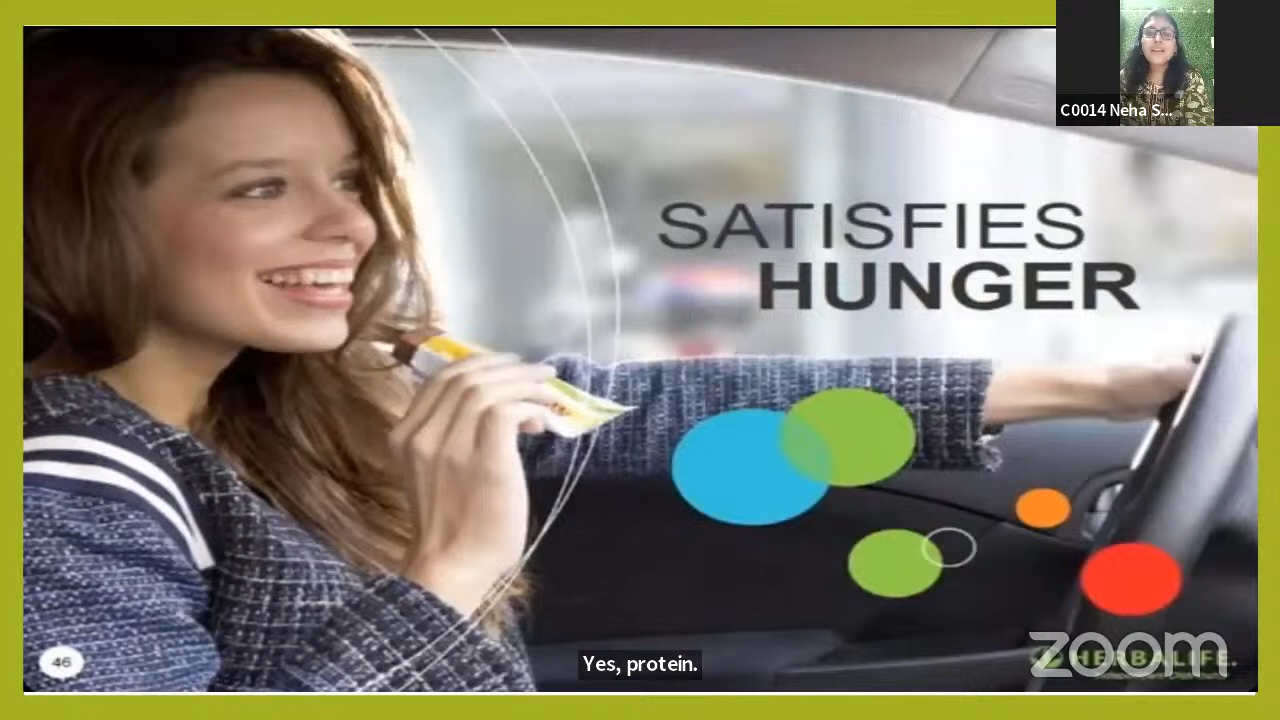 C0014 Neha S...
SATISFIES
HUNGER
46
Yes, protein.
zoom
HERBALIFE.